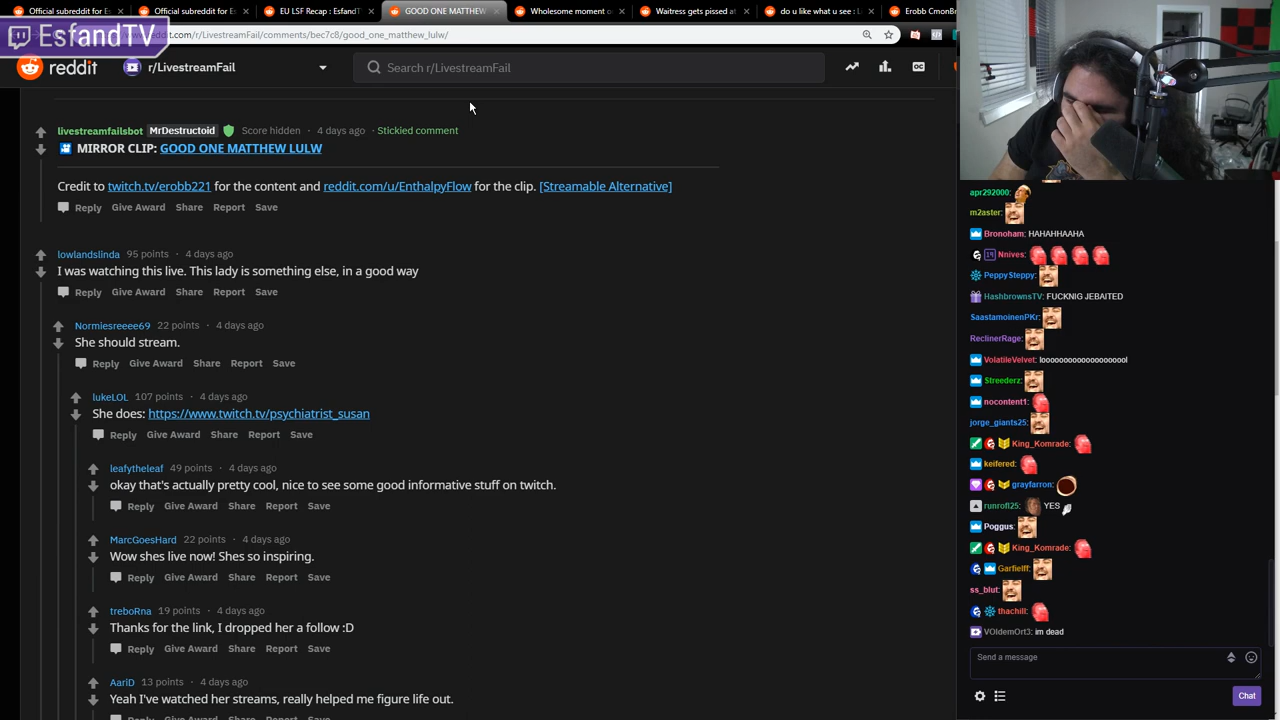 Official subreddit for E
Official subreddit for E
EU LSF Recap : EsfandT
GOOD ONE MATTHEW
Wholesome moment o
Waitress gets pissed at
do u like what u see : L
Erobb CmonBr
EsfandTV
.com/r/LivestreamFail/comments/bec7c8/good_one_matthew_lulw/
reddit
r/LivestreamFail
Search r/LivestreamFail
livestreamfailsbot MrDestructoid Score hidden · 4 days ago · Stickied comment
MIRROR CLIP: GOOD ONE MATTHEW LULW
Credit to twitch.tv/erobb221 for the content and reddit.com/u/EnthalpyFlow for the clip. [Streamable Alternative]
Reply Give Award Share Report Save
lowlandslinda 95 points · 4 days ago
I was watching this live. This lady is something else, in a good way
Reply Give Award Share Report Save
Normiesreeee69 22 points · 4 days ago
She should stream.
Reply Give Award Share Report Save
lukeLOL 107 points · 4 days ago
She does: https://www.twitch.tv/psychiatrist_susan
Reply Give Award Share Report Save
leafytheleaf 49 points · 4 days ago
okay that's actually pretty cool, nice to see some good informative stuff on twitch.
Reply Give Award Share Report Save
MarcGoesHard 22 points · 4 days ago
Wow shes live now! Shes so inspiring.
Reply Give Award Share Report Save
treboRna 19 points · 4 days ago
Thanks for the link, I dropped her a follow :D
Reply Give Award Share Report Save
AariD 13 points · 4 days ago
Yeah I've watched her streams, really helped me figure life out.
apr292000:
m2aster:
Bronoham: HAHAHHAAHA
14 Nnives:
PeppySteppy:
HashbrownsTV: FUCKNIG JEBAITED
SaastamoinenPKr:
ReclinerRage:
VolatileVelvet: looooooooooooooooool
Streederz:
nocontent1:
jorge_giants25:
King_Komrade:
keifered:
grayfarron:
runrofl25: YES
Poggus:
King_Komrade:
Garfielff:
ss_blut:
thachill:
VOldemOrt3: im dead
Send a message
Chat